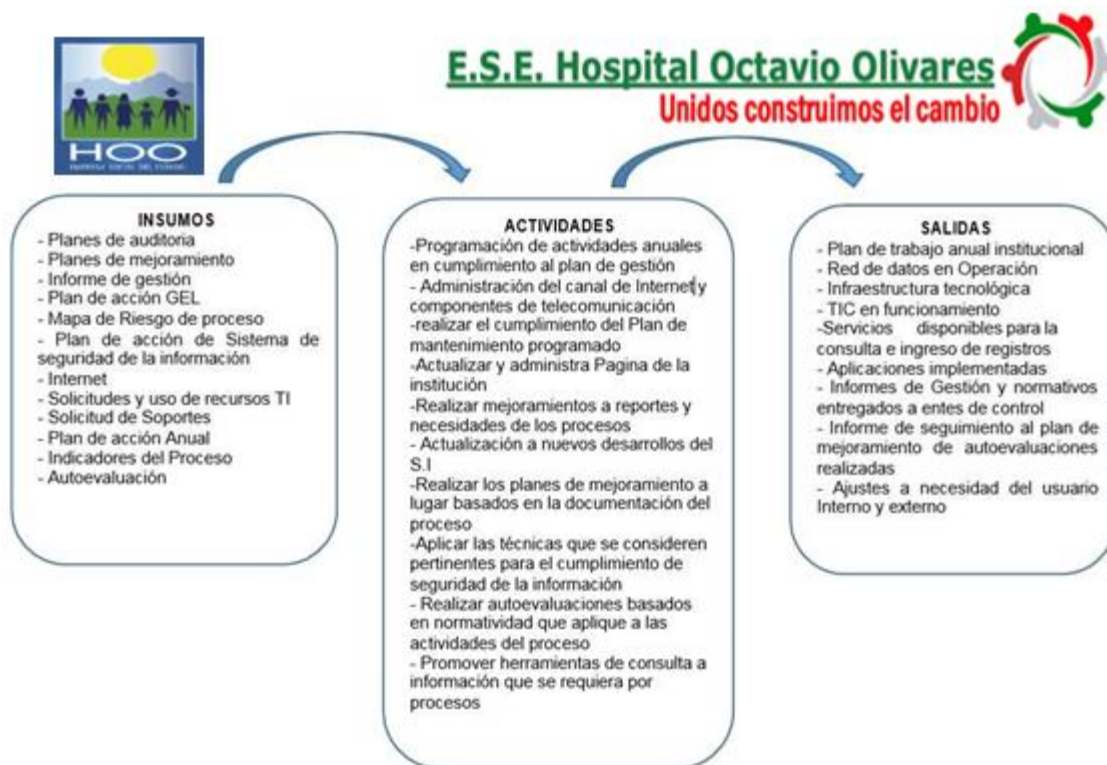 HOO
EMPRESA SOCIAL DEL ESTADO
E.S.E. Hospital Octavio Olivares
Unidos construimos el cambio
INSUMOS
- Planes de auditoria
- Planes de mejoramiento
- Informe de gestión
- Plan de acción GEL
- Mapa de Riesgo de proceso
- Plan de acción de Sistema de
seguridad de la información
- Internet
- Solicitudes y uso de recursos TI
- Solicitud de Soportes
- Plan de acción Anual
- Indicadores del Proceso
- Autoevaluación
ACTIVIDADES
-Programación de actividades anuales
en cumplimiento al plan de gestión
- Administración del canal de Internet y
componentes de telecomunicación
-realizar el cumplimiento del Plan de
mantenimiento programado
-Actualizar y administra Pagina de la
institución
-Realizar mejoramientos a reportes y
necesidades de los procesos
- Actualización a nuevos desarrollos del
S.I
-Realizar los planes de mejoramiento a
lugar basados en la documentación del
proceso
-Aplicar las técnicas que se consideren
pertinentes para el cumplimiento de
seguridad de la información
- Realizar autoevaluaciones basados
en normatividad que aplique a las
actividades del proceso
- Promover herramientas de consulta a
información que se requiera por
procesos
SALIDAS
- Plan de trabajo anual institucional
- Red de datos en Operación
- Infraestructura tecnológica
- TIC en funcionamiento
-Servicios disponibles para la
consulta e ingreso de registros
- Aplicaciones implementadas
- Informes de Gestión y normativos
entregados a entes de control
- Informe de seguimiento al plan de
mejoramiento de autoevaluaciones
realizadas
- Ajustes a necesidad del usuario
Interno y externo